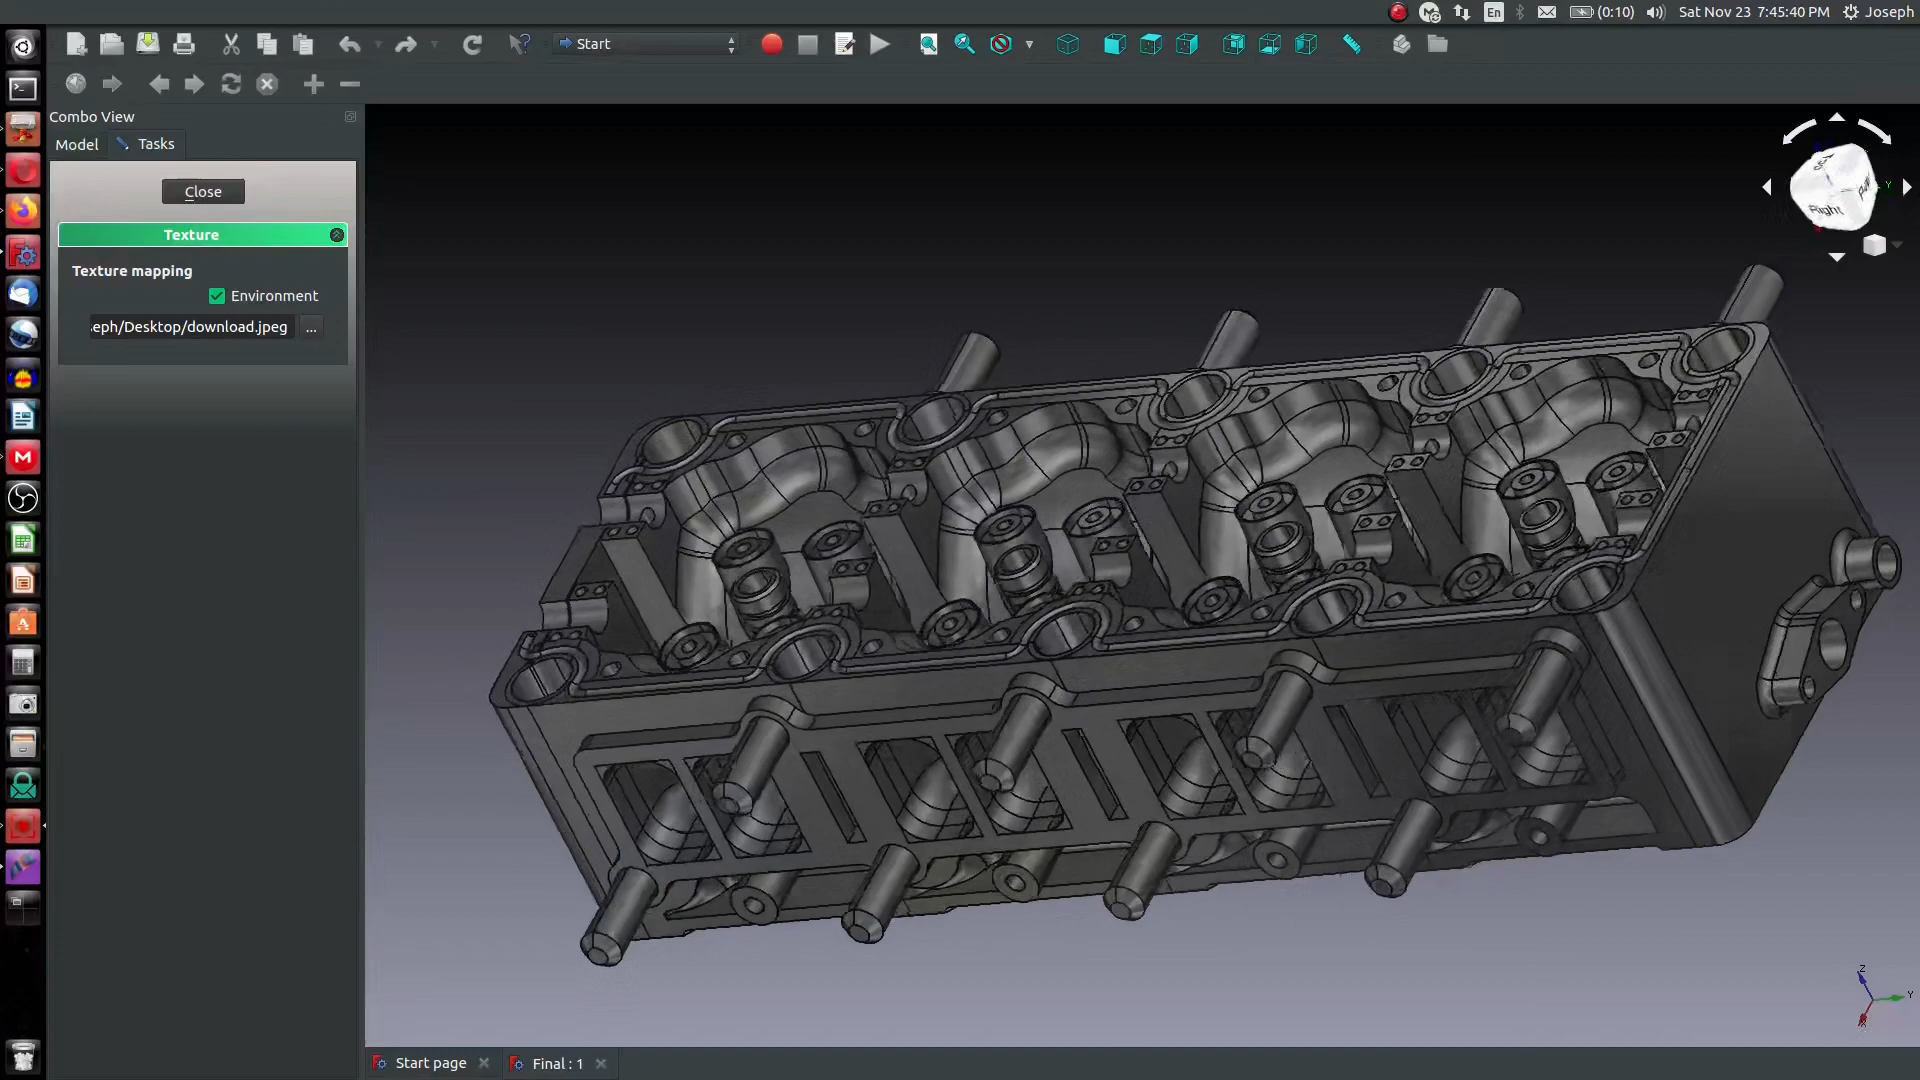 En
(0:10)
Sat Nov 23 7:45:40 PM
Joseph
Start
Combo View
Model
Tasks
Close
Texture
Texture mapping
Environment
eph/Desktop/download.jpeg
...
Right
Y
Z
Y
X
Start page
Final : 1